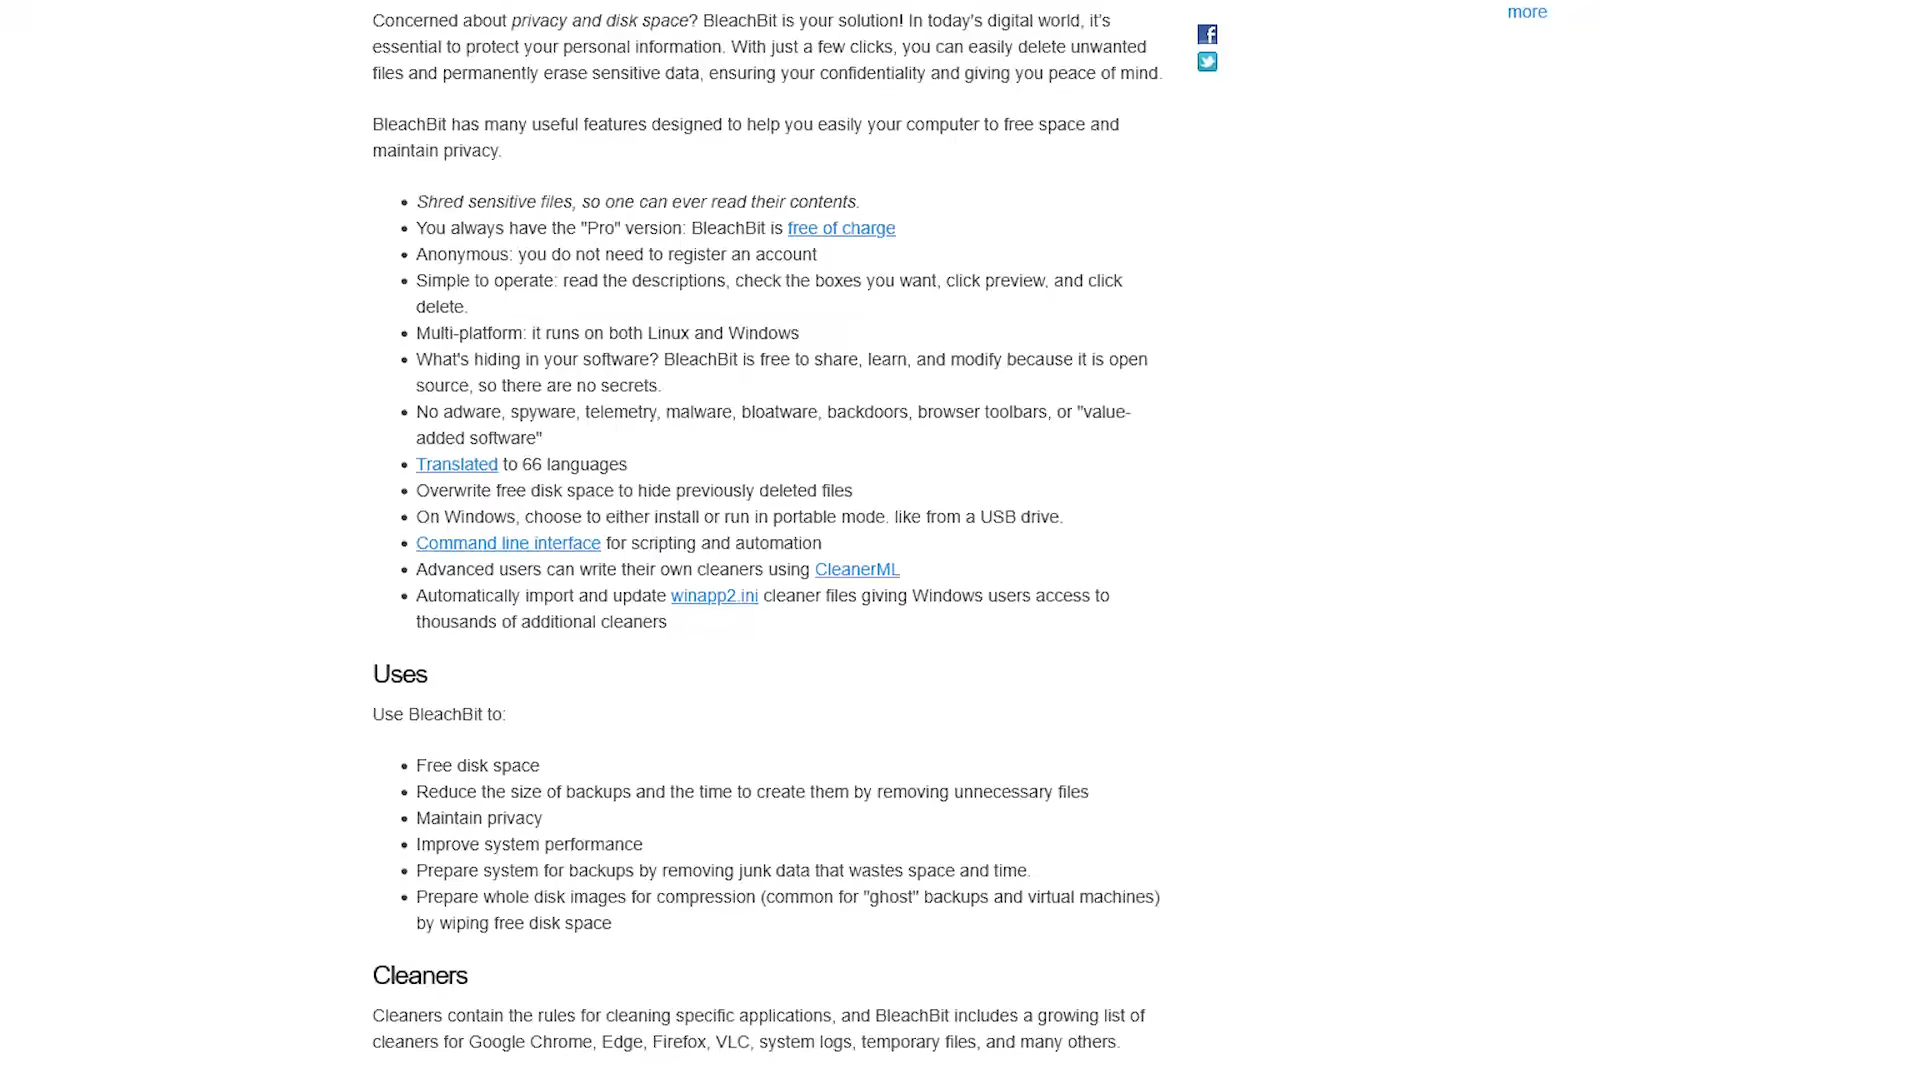 Concerned about privacy and disk space? BleachBit is your solution! In today's digital world, it's
essential to protect your personal information. With just a few clicks, you can easily delete unwanted
files and permanently erase sensitive data, ensuring your confidentiality and giving you peace of mind.
more
BleachBit has many useful features designed to help you easily your computer to free space and
maintain privacy.
• Shred sensitive files, so one can ever read their contents.
• You always have the "Pro" version: BleachBit is free of charge
• Anonymous: you do not need to register an account
• Simple to operate: read the descriptions, check the boxes you want, click preview, and click
delete.
• Multi-platform: it runs on both Linux and Windows
• What's hiding in your software? BleachBit is free to share, learn, and modify because it is open
source, so there are no secrets.
• No adware, spyware, telemetry, malware, bloatware, backdoors, browser toolbars, or "value-
added software"
• Translated to 66 languages
• Overwrite free disk space to hide previously deleted files
• On Windows, choose to either install or run in portable mode. like from a USB drive.
• Command line interface for scripting and automation
• Advanced users can write their own cleaners using CleanerML
• Automatically import and update winapp2.ini cleaner files giving Windows users access to
thousands of additional cleaners
Uses
Use BleachBit to:
• Free disk space
• Reduce the size of backups and the time to create them by removing unnecessary files
• Maintain privacy
• Improve system performance
• Prepare system for backups by removing junk data that wastes space and time.
• Prepare whole disk images for compression (common for "ghost" backups and virtual machines)
by wiping free disk space
Cleaners
Cleaners contain the rules for cleaning specific applications, and BleachBit includes a growing list of
cleaners for Google Chrome, Edge, Firefox, VLC, system logs, temporary files, and many others.